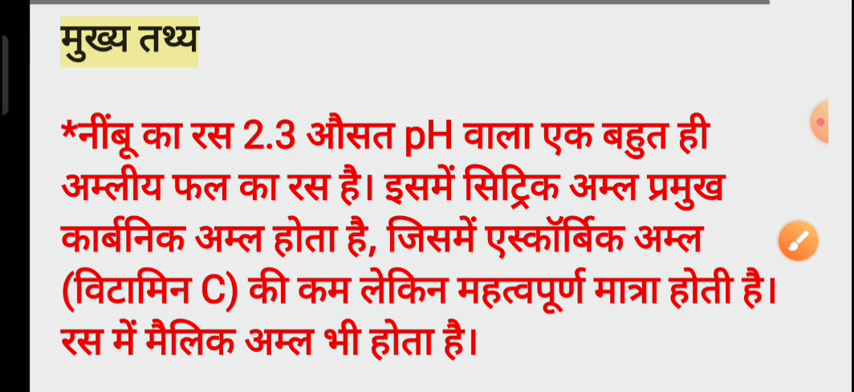 मुख्य तथ्य
*नींबू का रस 2.3 औसत pH वाला एक बहुत ही
अम्लीय फल का रस है। इसमें सिट्रिक अम्ल प्रमुख
कार्बनिक अम्ल होता है, जिसमें एस्कॉर्बिक अम्ल
(विटामिन C) की कम लेकिन महत्वपूर्ण मात्रा होती है।
रस में मैलिक अम्ल भी होता है।